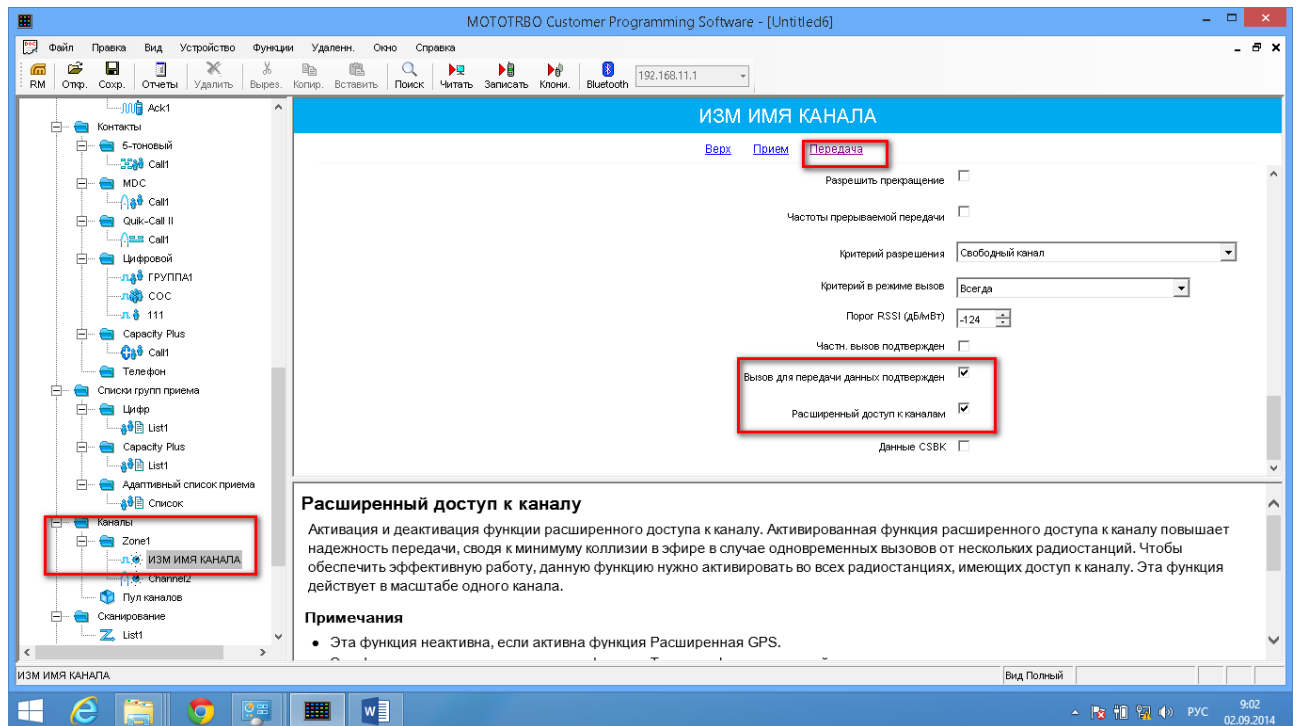 MOTOTRBO Customer Programming Software - [Untitled6]
Файл Правка Вид Устройство Функции Удаленн. Окно Справка
RM Откр. Сохр. Отчеты Удалить Вырез. Копир. Вставить Поиск Читать Записать Клони. Bluetooth 192.168.11.1
Ack1
Контакты
5-тоновый
Call1
MDC
Call1
Quik-Call II
Call1
Цифровой
ГРУППА1
СОС
111
Capacity Plus
Call1
Телефон
Списки групп приема
Цифр
List1
Capacity Plus
List1
Адаптивный список приема
Список
Каналы
Zone1
ИЗМ ИМЯ КАНАЛА
Channel2
Пул каналов
Сканирование
List1
ИЗМ ИМЯ КАНАЛА
Верх Прием Передача
Разрешить прекращение
Частоты прерываемой передачи
Критерий разрешения Свободный канал
Критерий в режиме вызов Всегда
Порог RSSI (дБ/мВт) -124
Частн. вызов подтвержден
Вызов для передачи данных подтвержден
Расширенный доступ к каналам
Данные CSBK
Расширенный доступ к каналу
Активация и деактивация функции расширенного доступа к каналу. Активированная функция расширенного доступа к каналу повышает
надежность передачи, сводя к минимуму коллизии в эфире в случае одновременных вызовов от нескольких радиостанций. Чтобы
обеспечить эффективную работу, данную функцию нужно активировать во всех радиостанциях, имеющих доступ к каналу. Эта функция
действует в масштабе одного канала.
Примечания
• Эта функция неактивна, если активна функция Расширенная GPS.
ИЗМ ИМЯ КАНАЛА
Вид Полный
РУС
9:02
02.09.2014